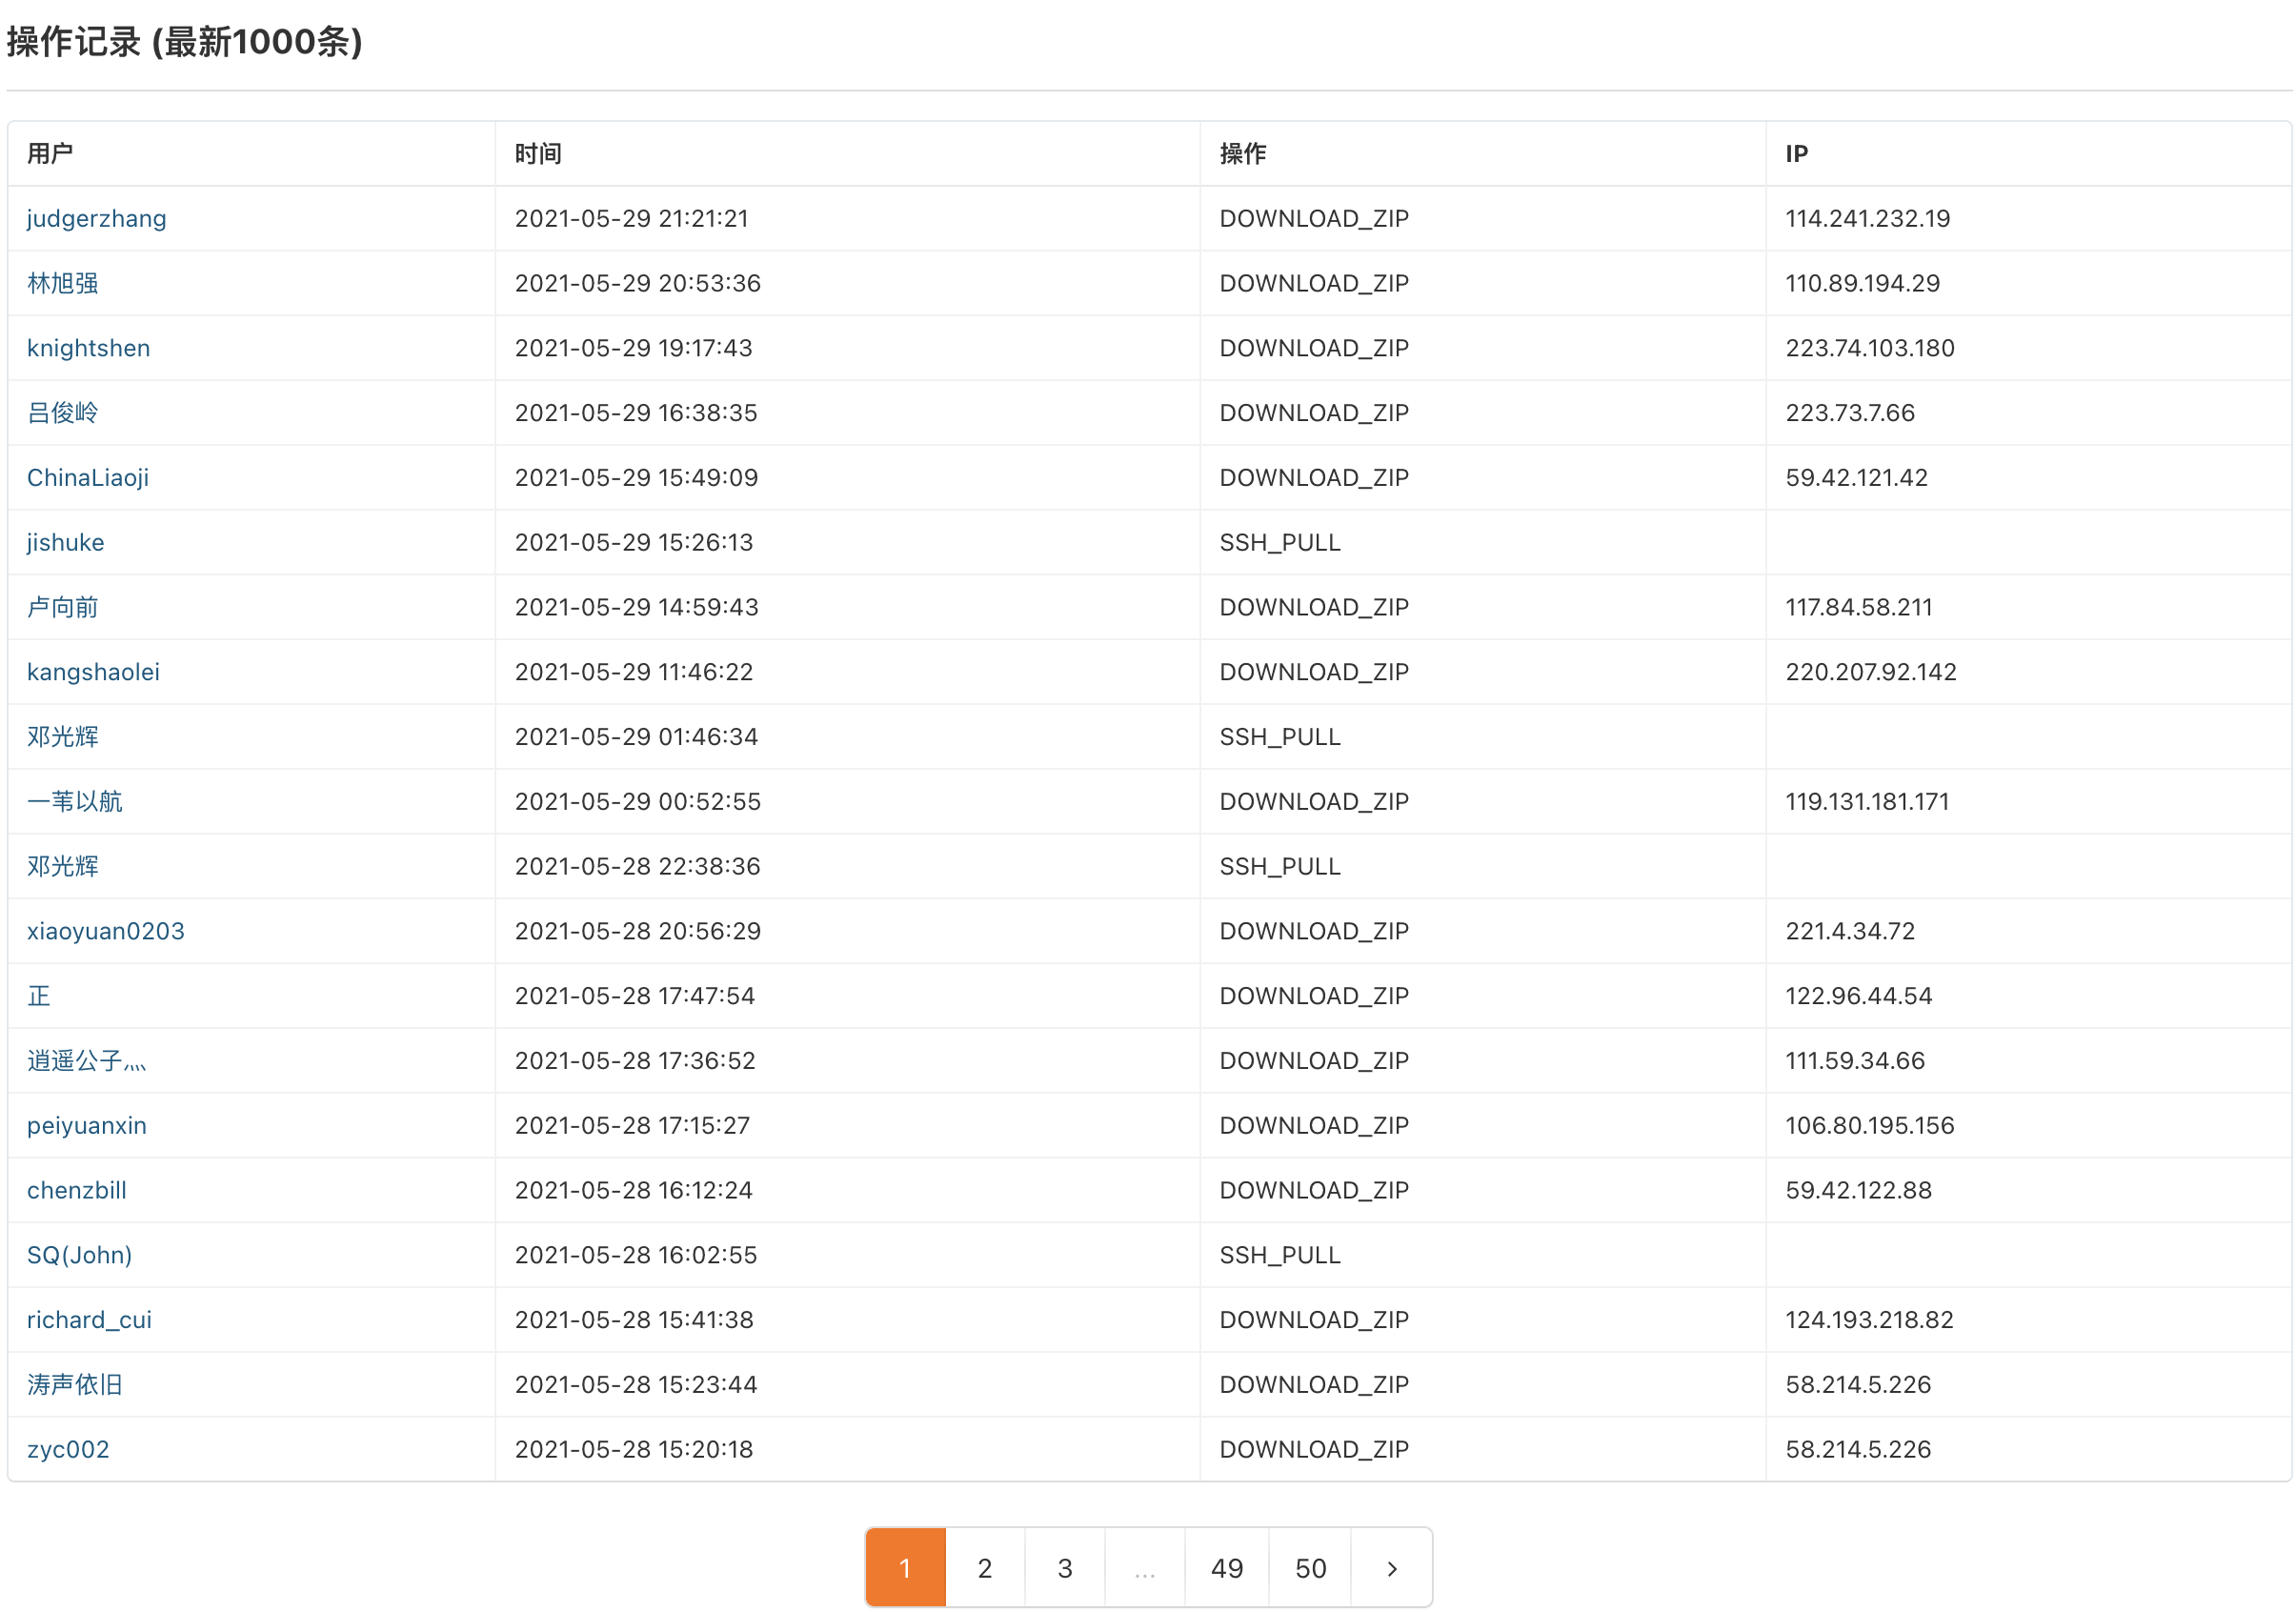 操作记录 (最新1000条)
用户 时间 操作 IP
judgerzhang 2021-05-29 21:21:21 DOWNLOAD_ZIP 114.241.232.19
林旭强 2021-05-29 20:53:36 DOWNLOAD_ZIP 110.89.194.29
knightshen 2021-05-29 19:17:43 DOWNLOAD_ZIP 223.74.103.180
吕俊岭 2021-05-29 16:38:35 DOWNLOAD_ZIP 223.73.7.66
ChinaLiaoji 2021-05-29 15:49:09 DOWNLOAD_ZIP 59.42.121.42
jishuke 2021-05-29 15:26:13 SSH_PULL
卢向前 2021-05-29 14:59:43 DOWNLOAD_ZIP 117.84.58.211
kangshaolei 2021-05-29 11:46:22 DOWNLOAD_ZIP 220.207.92.142
邓光辉 2021-05-29 01:46:34 SSH_PULL
一苇以航 2021-05-29 00:52:55 DOWNLOAD_ZIP 119.131.181.171
邓光辉 2021-05-28 22:38:36 SSH_PULL
xiaoyuan0203 2021-05-28 20:56:29 DOWNLOAD_ZIP 221.4.34.72
正 2021-05-28 17:47:54 DOWNLOAD_ZIP 122.96.44.54
逍遥公子灬 2021-05-28 17:36:52 DOWNLOAD_ZIP 111.59.34.66
peiyuanxin 2021-05-28 17:15:27 DOWNLOAD_ZIP 106.80.195.156
chenzbill 2021-05-28 16:12:24 DOWNLOAD_ZIP 59.42.122.88
SQ(John) 2021-05-28 16:02:55 SSH_PULL
richard_cui 2021-05-28 15:41:38 DOWNLOAD_ZIP 124.193.218.82
涛声依旧 2021-05-28 15:23:44 DOWNLOAD_ZIP 58.214.5.226
zyc002 2021-05-28 15:20:18 DOWNLOAD_ZIP 58.214.5.226
1 2 3 ... 49 50 >